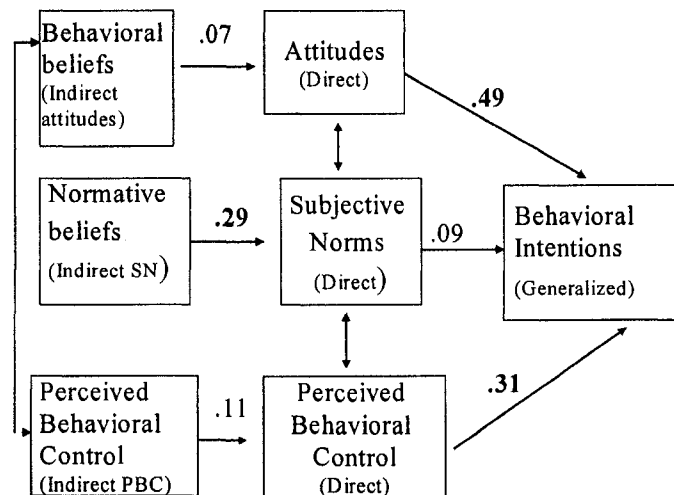 Behavioral
beliefs
(Indirect
attitudes)
.07
Attitudes
(Direct)
.49
Normative
beliefs
(Indirect SN)
.29
Subjective
Norms
(Direct)
.09
Behavioral
Intentions
(Generalized)
Perceived
Behavioral
Control
(Indirect PBC)
.11
Perceived
Behavioral
Control
(Direct)
.31